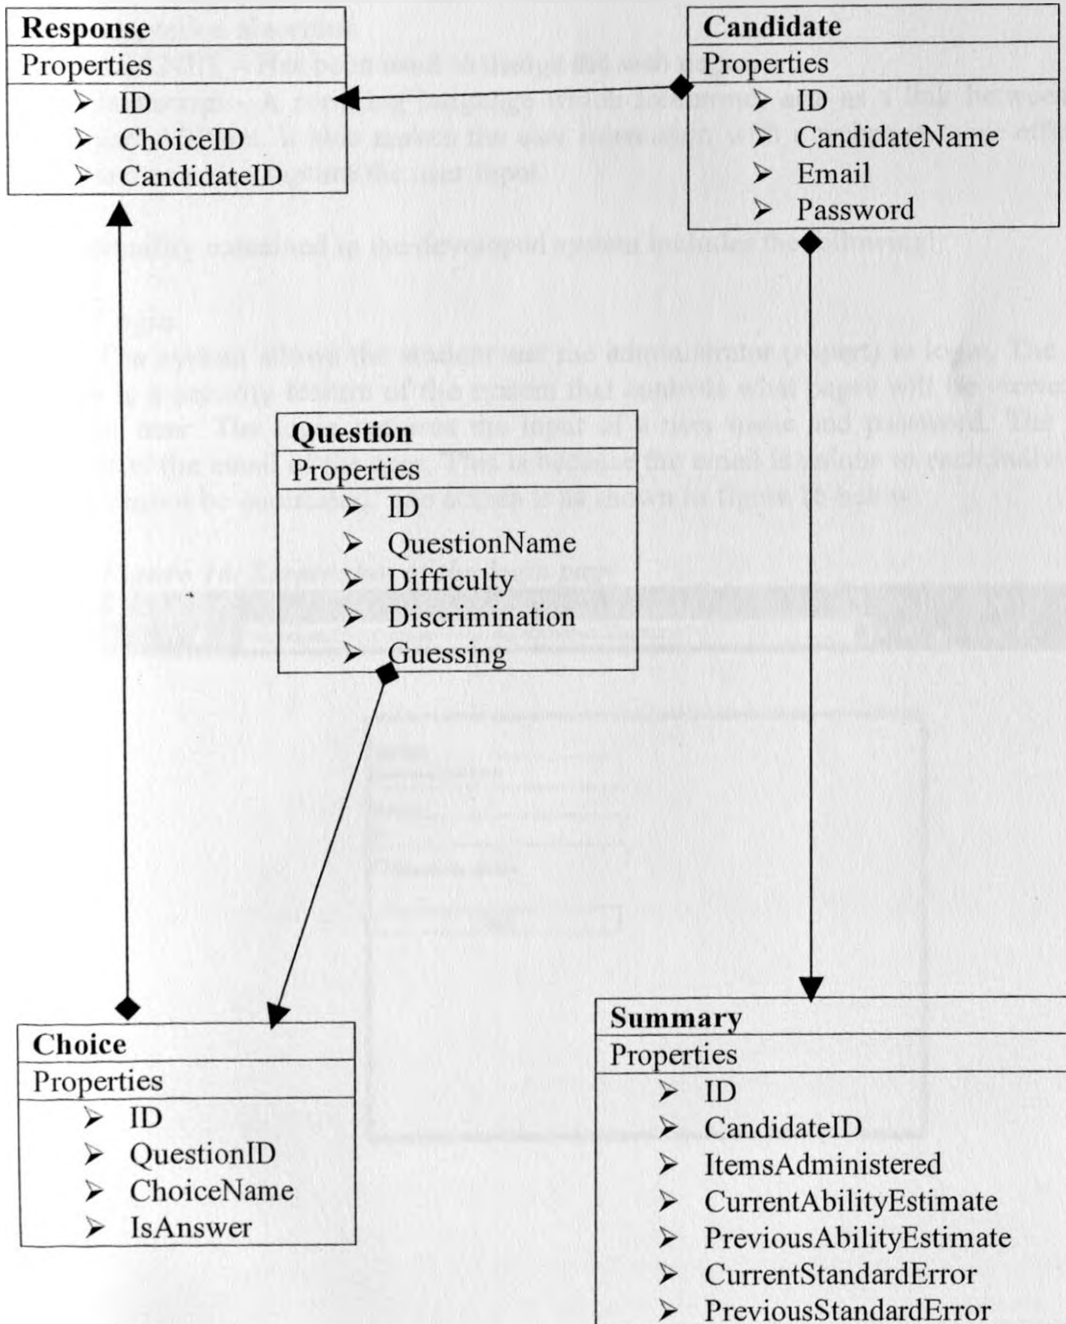 Response
Properties
➢ ID
➢ ChoiceID
➢ CandidateID
Candidate
Properties
➢ ID
➢ CandidateName
➢ Email
➢ Password
Question
Properties
➢ ID
➢ QuestionName
➢ Difficulty
➢ Discrimination
➢ Guessing
Choice
Properties
➢ ID
➢ QuestionID
➢ ChoiceName
➢ IsAnswer
Summary
Properties
➢ ID
➢ CandidateID
➢ ItemsAdministered
➢ CurrentAbilityEstimate
➢ PreviousAbilityEstimate
➢ CurrentStandardError
➢ PreviousStandardError